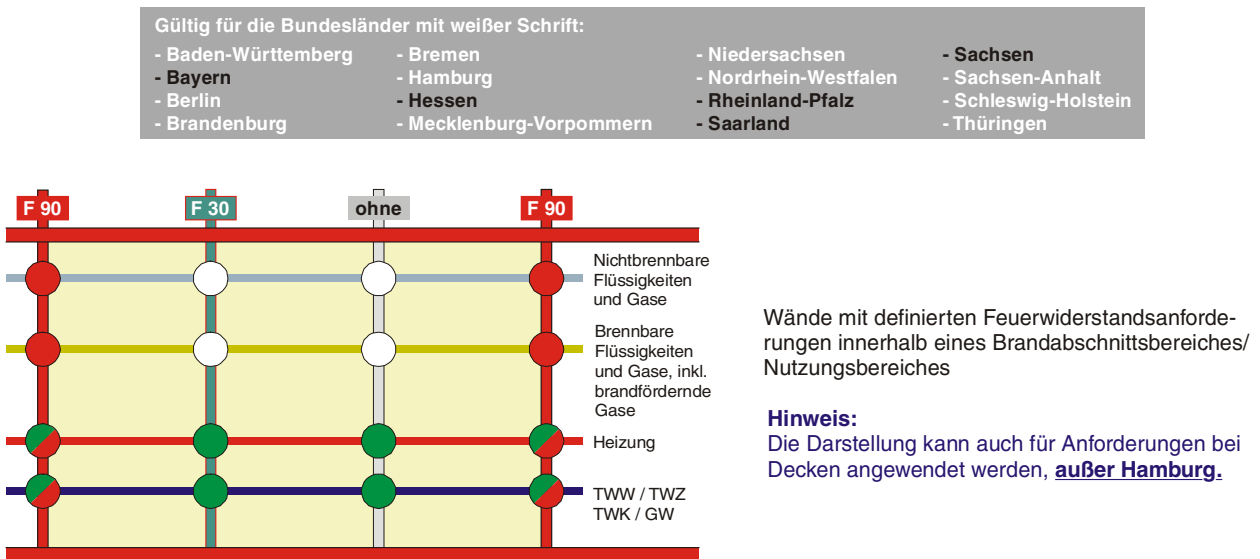 Gültig für die Bundesländer mit weißer Schrift:
- Baden-Württemberg - Bremen - Niedersachsen - Sachsen
- Bayern - Hamburg - Nordrhein-Westfalen - Sachsen-Anhalt
- Berlin - Hessen - Rheinland-Pfalz - Schleswig-Holstein
- Brandenburg - Mecklenburg-Vorpommern - Saarland - Thüringen
F 90 F 30 ohne F 90
Nichtbrennbare
Flüssigkeiten
und Gase
Brennbare
Flüssigkeiten
und Gase, inkl.
brandfördernde
Gase
Heizung
TWW / TWZ
TWK / GW
Wände mit definierten Feuerwiderstandsanforde-
rungen innerhalb eines Brandabschnittsbereiches/
Nutzungsbereiches
Hinweis:
Die Darstellung kann auch für Anforderungen bei
Decken angewendet werden, außer Hamburg.